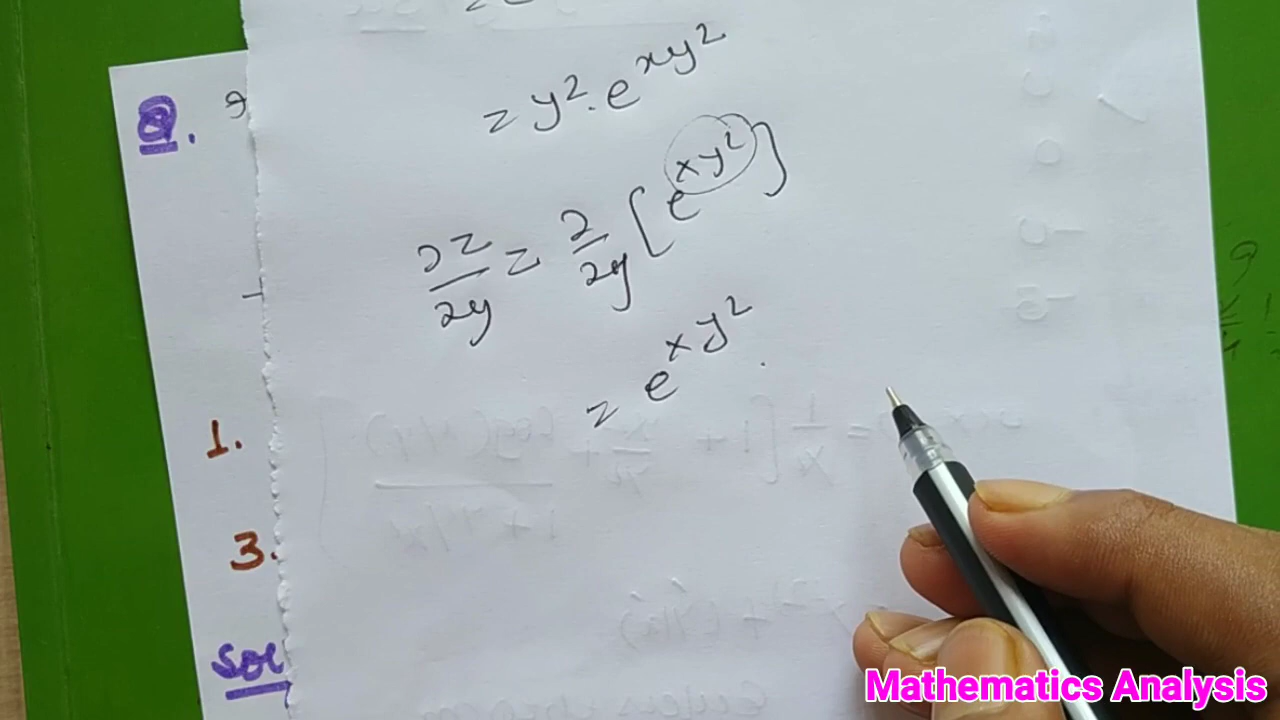 = y². e^{xy²}
Q.
∂z/∂y = ∂/∂y [e^{xy²}]
= e^{xy²} .
1.
3.
Sol
Mathematics Analysis